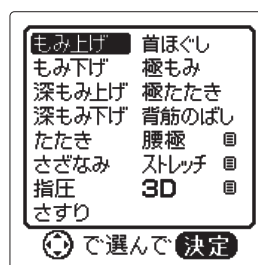 もみ上げ 首ほぐし
もみ下げ 極もみ
深もみ上げ 極たたき
深もみ下げ 背筋のばし
たたき 腰極
さざなみ ストレッチ
指圧 3D
さすり
で選んで 決定